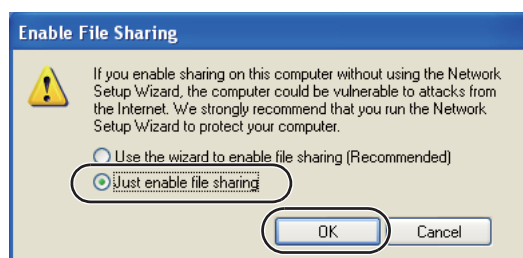 Enable File Sharing
If you enable sharing on this computer without using the Network
Setup Wizard, the computer could be vulnerable to attacks from
the Internet. We strongly recommend that you run the Network
Setup Wizard to protect your computer.
Use the wizard to enable file sharing (Recommended)
Just enable file sharing
OK Cancel